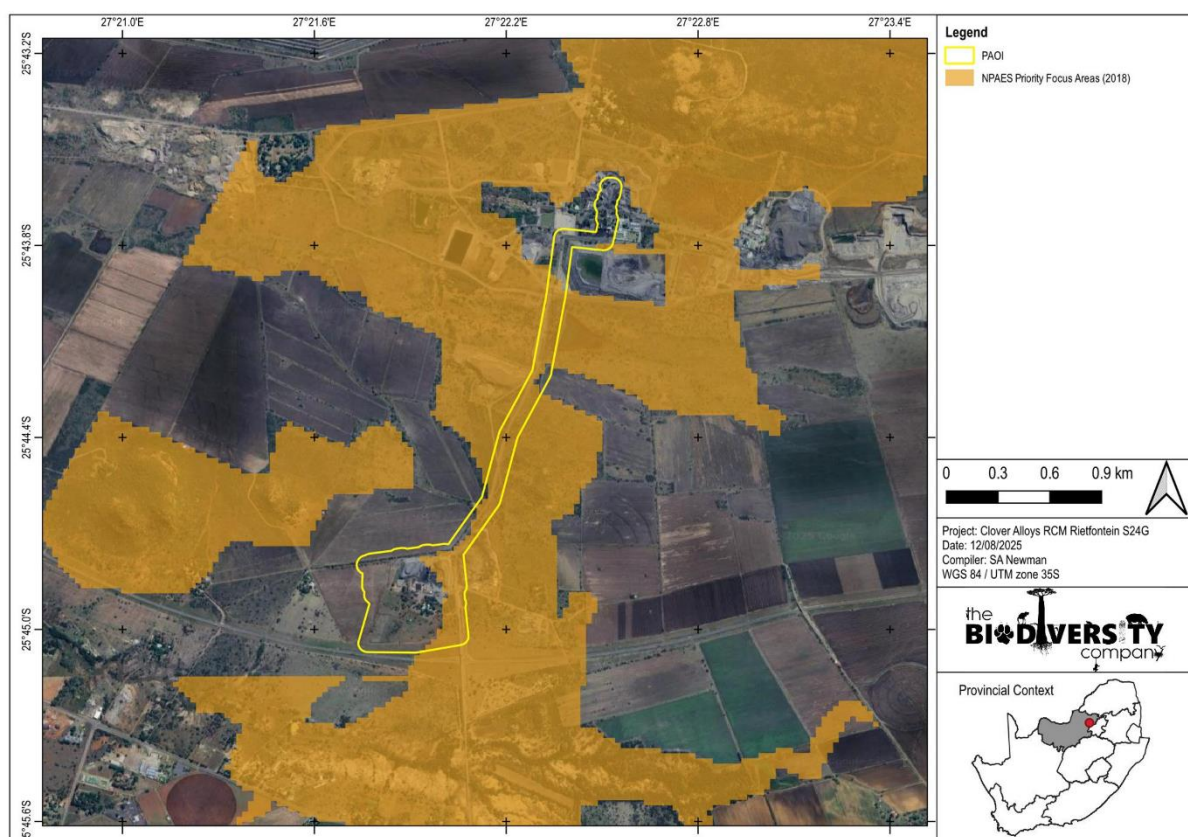 27°21.0'E 27°21.6'E 27°22.2'E 27°22.8'E 27°23.4'E
25°43.2'S
25°43.8'S
25°44.4'S
25°45.0'S
25°45.6'S
Legend
PAOI
NPAES Priority Focus Areas (2018)
0 0.3 0.6 0.9 km
Project: Clover Alloys RCM Rietfontein S24G
Date: 12/08/2025
Compiler: SA Newman
WGS 84 / UTM zone 35S
the
BIODIVERSITY
company
Provincial Context